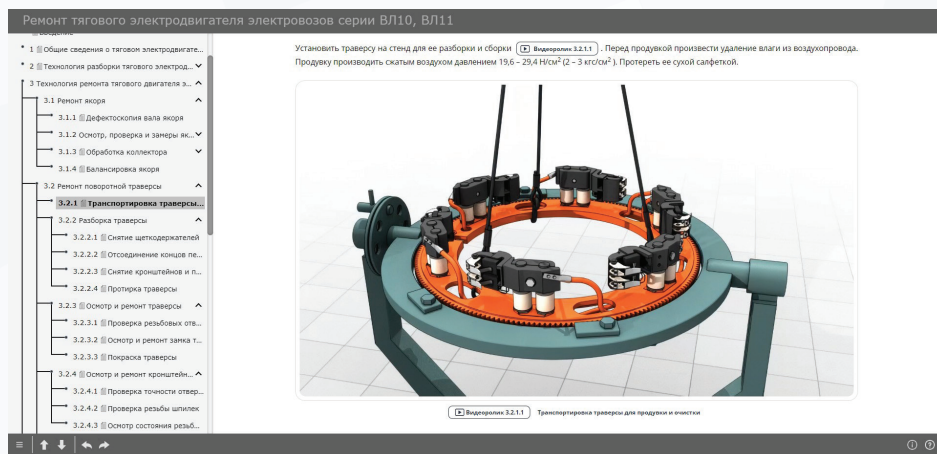 Ремонт тягового электродвигателя электровозов серии ВЛ10, ВЛ11
Введение
1 Общие сведения о тяговом электродвигате...
2 Технология разборки тягового электрод...
3 Технология ремонта тягового двигателя э...
3.1 Ремонт якоря
3.1.1 Дефектоскопия вала якоря
3.1.2 Осмотр, проверка и замеры як...
3.1.3 Обработка коллектора
3.1.4 Балансировка якоря
3.2 Ремонт поворотной траверсы
3.2.1 Транспортировка траверсы...
3.2.2 Разборка траверсы
3.2.2.1 Снятие щеткодержателей
3.2.2.2 Отсоединение концов пе...
3.2.2.3 Снятие кронштейнов и п...
3.2.2.4 Протирка траверсы
3.2.3 Осмотр и ремонт траверсы
3.2.3.1 Проверка резьбовых отв...
3.2.3.2 Осмотр и ремонт замка т...
3.2.3.3 Покраска траверсы
3.2.4 Осмотр и ремонт кронштейн...
3.2.4.1 Проверка точности отвер...
3.2.4.2 Проверка резьбы шпилек
3.2.4.3 Осмотр состояния резьб...
Установить траверсу на стенд для ее разборки и сборки Видеоролик 3.2.1.1 . Перед продувкой произвести удаление влаги из воздухопровода.
Продувку производить сжатым воздухом давлением 19,6 – 29,4 Н/см² (2 – 3 кгс/см² ). Протереть ее сухой салфеткой.
Видеоролик 3.2.1.1 Транспортировка траверсы для продувки и очистки